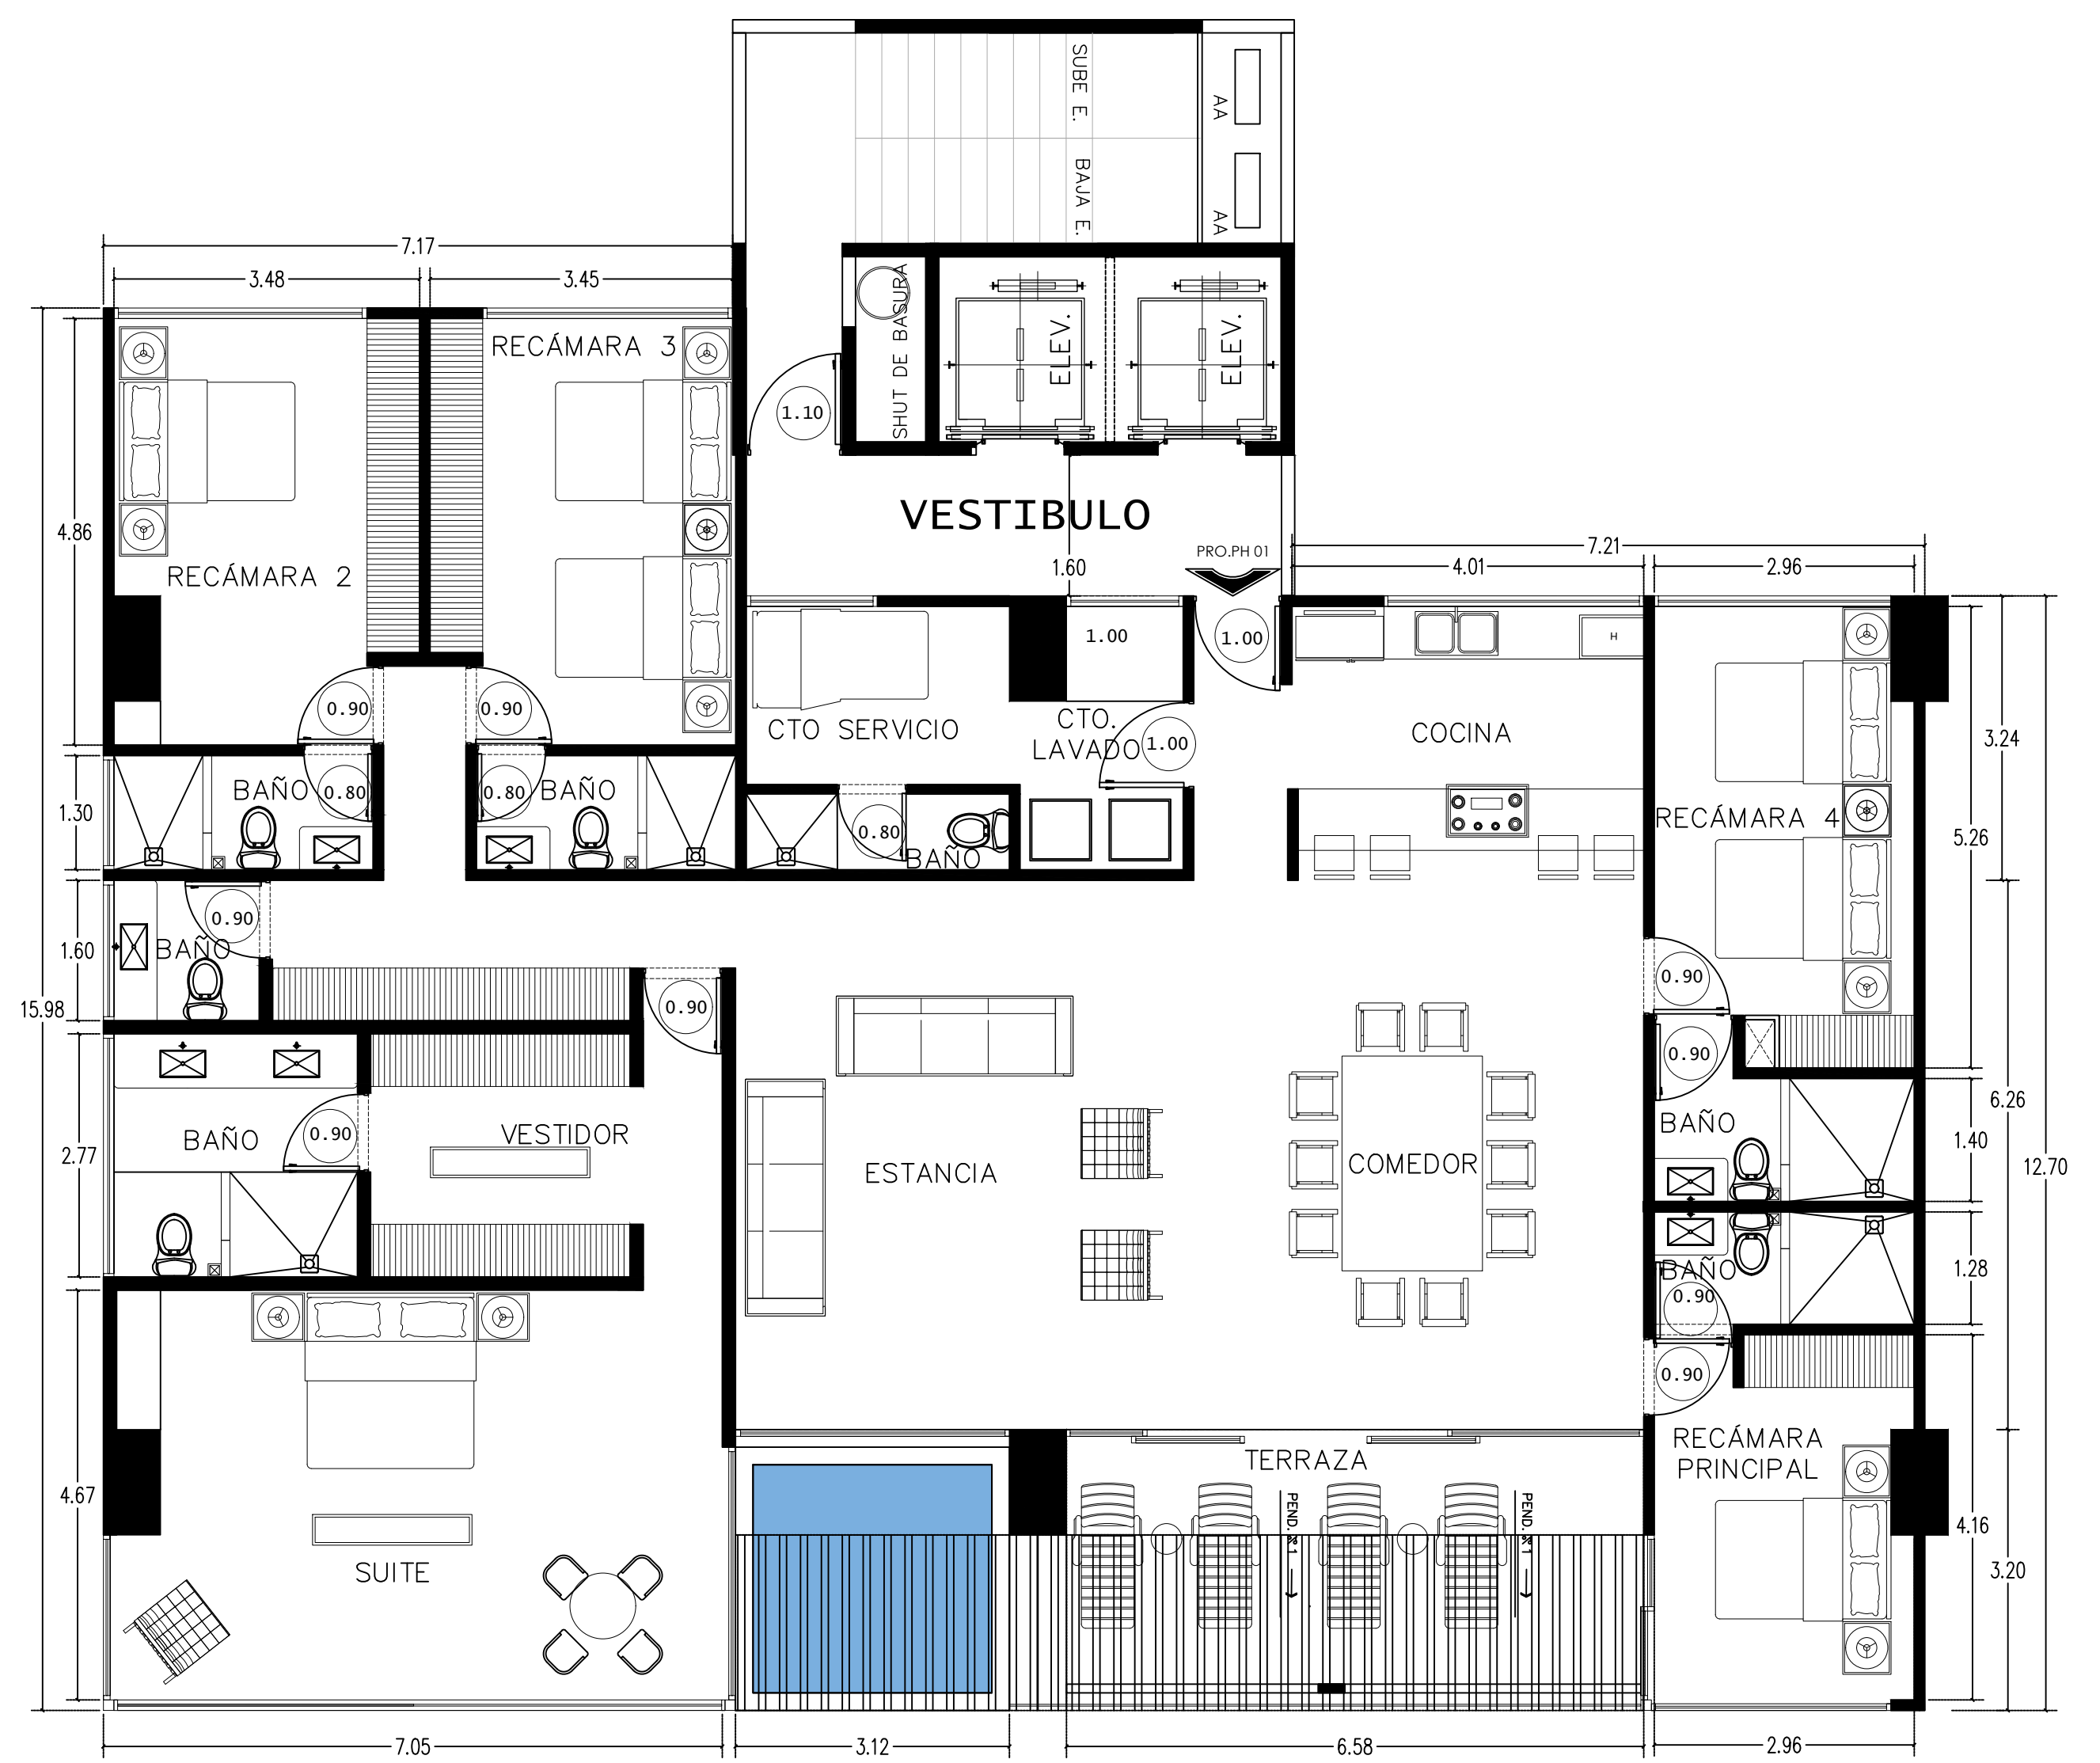 SUBE E.
AA
BAJA E.
AA
7.17
3.48
3.45
SHUT DE BASURA
ELEV.
ELEV.
RECÁMARA 3
1.10
VESTIBULO
4.86
PRO.PH 01
7.21
1.60
4.01
2.96
RECÁMARA 2
1.00
1.00
H
0.90
0.90
CTO SERVICIO
CTO.
LAVADO
1.00
COCINA
3.24
BAÑO
0.80
0.80
BAÑO
1.30
0.80
BAÑO
RECÁMARA 4
5.26
0.90
BAÑO
1.60
15.98
0.90
0.90
0.90
6.26
BAÑO
2.77
BAÑO
0.90
VESTIDOR
ESTANCIA
COMEDOR
1.40
12.70
BAÑO
1.28
0.90
0.90
RECÁMARA
PRINCIPAL
TERRAZA
4.67
PEND. % 1
PEND. % 1
4.16
SUITE
3.20
7.05
3.12
6.58
2.96